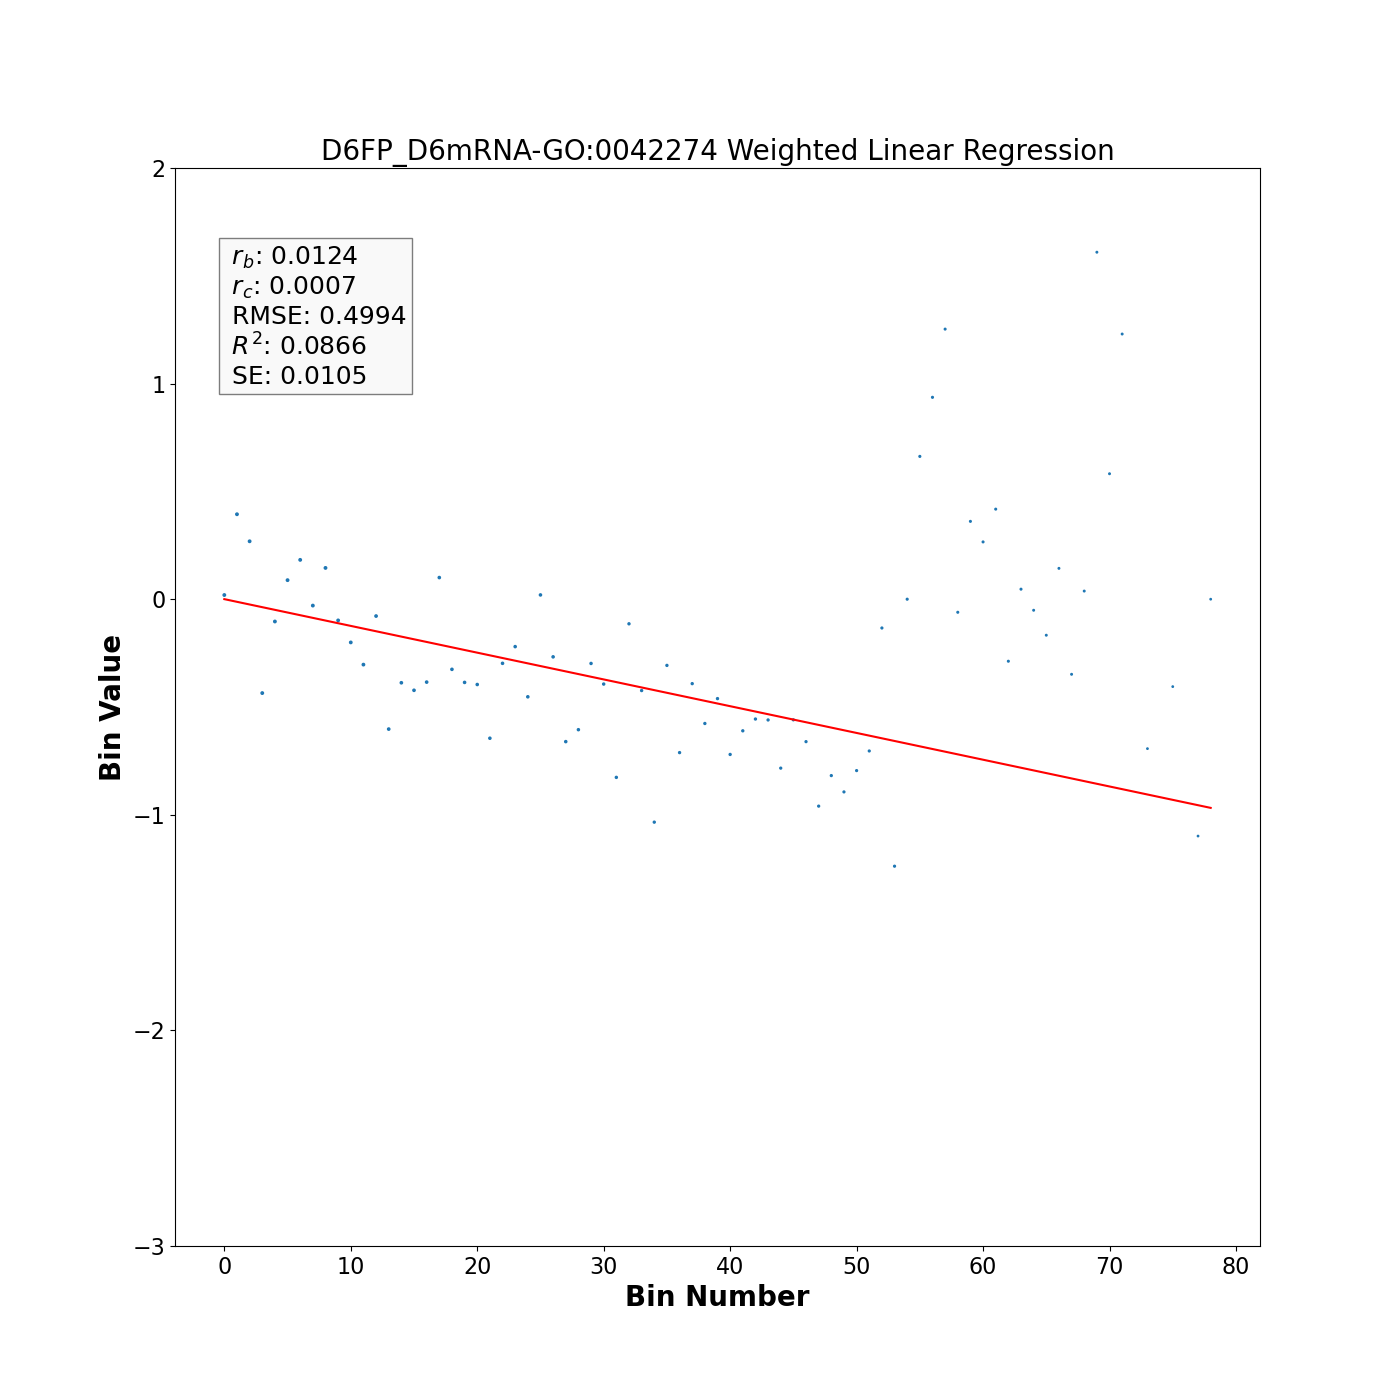 D6FP_D6mRNA-GO:0042274 Weighted Linear Regression
2
1
0
−1
−2
−3
r_b: 0.0124
r_c: 0.0007
RMSE: 0.4994
R²: 0.0866
SE: 0.0105
Bin Value
0 10 20 30 40 50 60 70 80
Bin Number